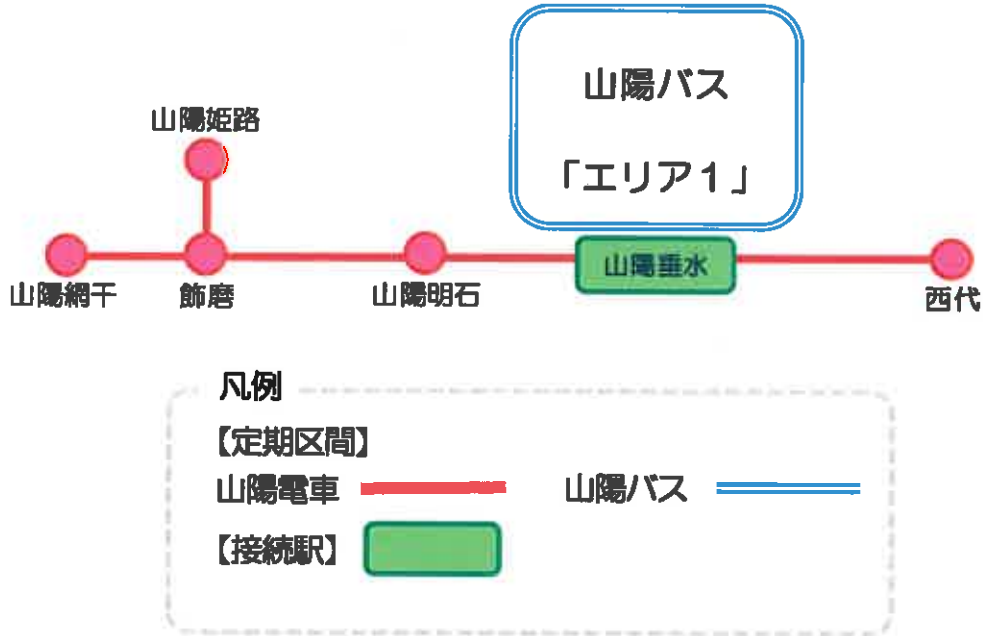 山陽バス
「エリア1」
山陽姫路
山陽垂水
山陽網干
飾磨
山陽明石
西代
凡例
【定期区間】
山陽電車
山陽バス
【接続駅】